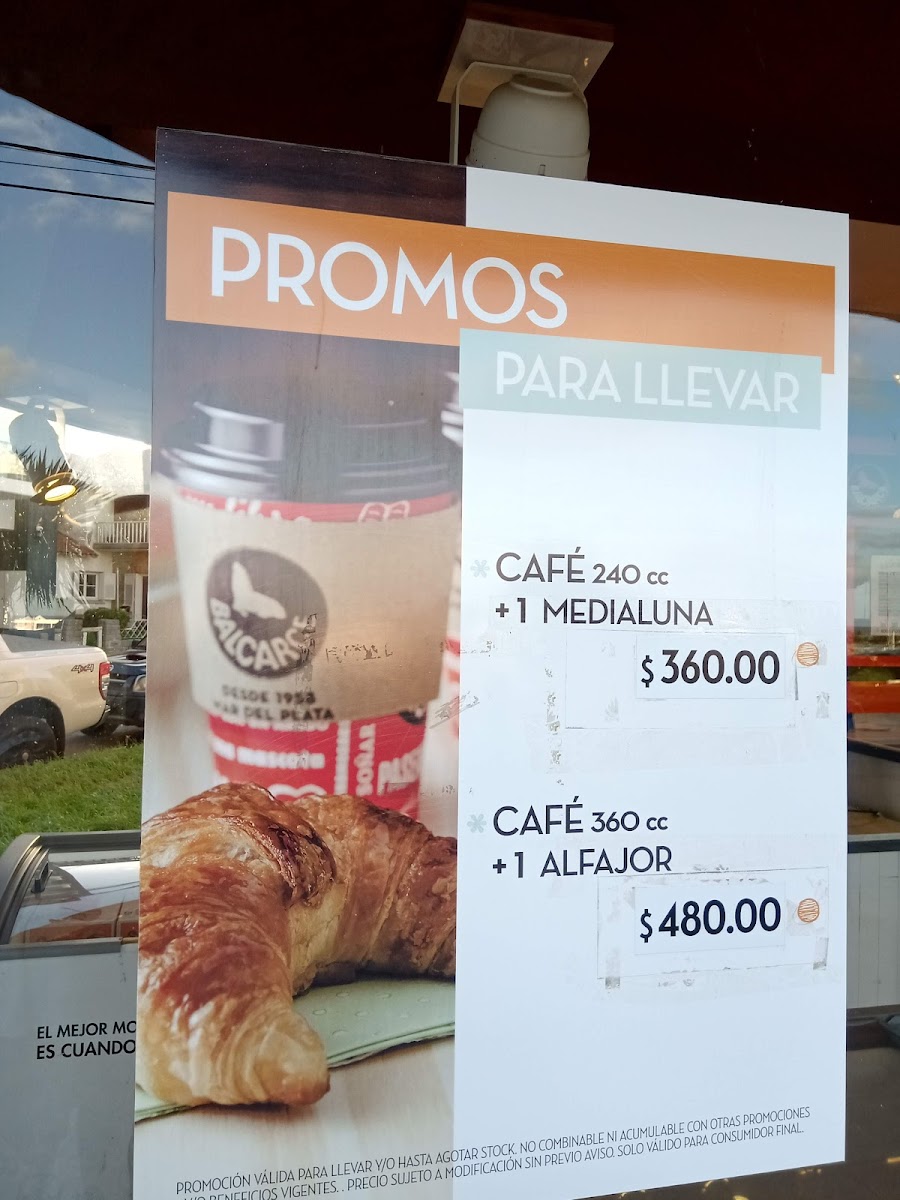 PROMOS
PARA LLEVAR
CAFÉ 240 cc
+1 MEDIALUNA
$360.00
CAFÉ 360 cc
+1 ALFAJOR
$480.00
BALCARCE
DESDE 1958
MAR DEL PLATA
SOÑAR
4x4
EL MEJOR MO
ES CUANDO
PROMOCIÓN VÁLIDA PARA LLEVAR Y/O HASTA AGOTAR STOCK. NO COMBINABLE NI ACUMULABLE CON OTRAS PROMOCIONES
Y/O BENEFICIOS VIGENTES. . PRECIO SUJETO A MODIFICACIÓN SIN PREVIO AVISO. SOLO VÁLIDO PARA CONSUMIDOR FINAL.